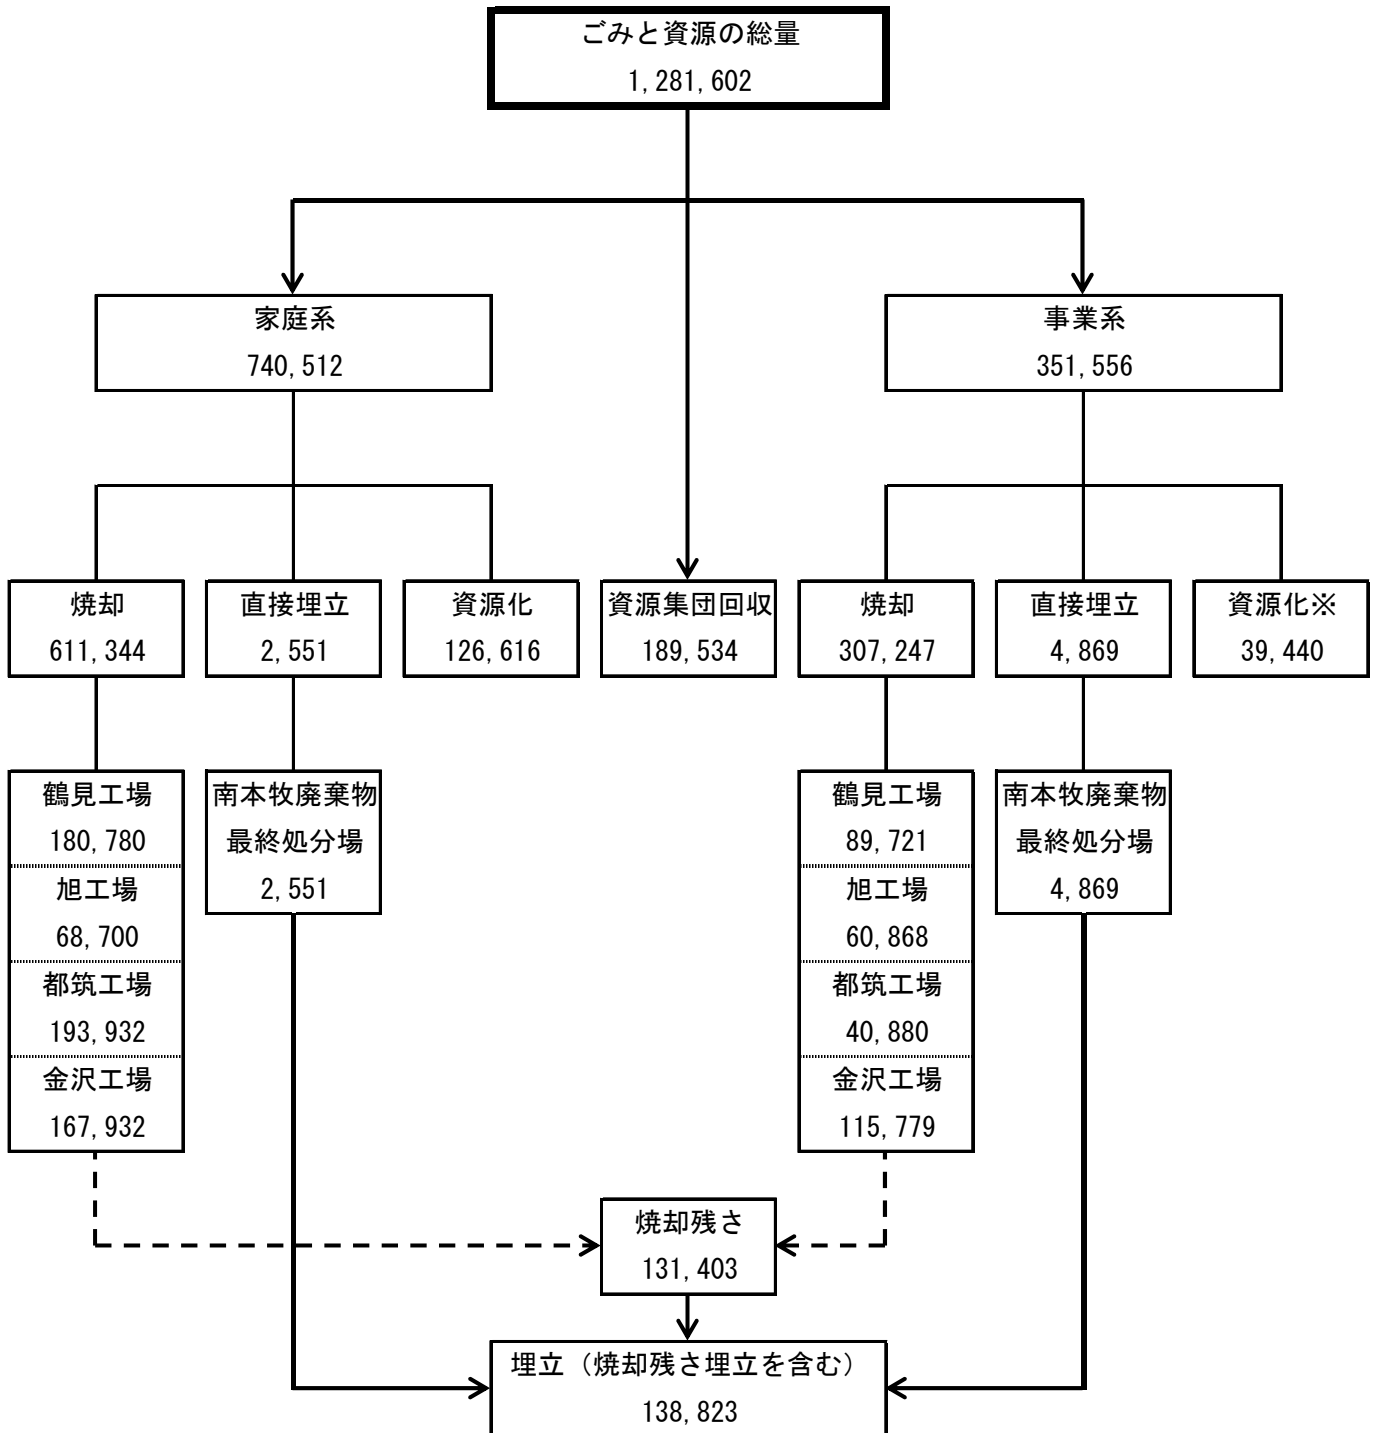 ごみと資源の総量
1,281,602
家庭系
740,512
事業系
351,556
焼却
611,344
直接埋立
2,551
資源化
126,616
資源集団回収
189,534
焼却
307,247
直接埋立
4,869
資源化※
39,440
鶴見工場
180,780
旭工場
68,700
都筑工場
193,932
金沢工場
167,932
南本牧廃棄物
最終処分場
2,551
鶴見工場
89,721
旭工場
60,868
都筑工場
40,880
金沢工場
115,779
南本牧廃棄物
最終処分場
4,869
焼却残さ
131,403
埋立（焼却残さ埋立を含む）
138,823